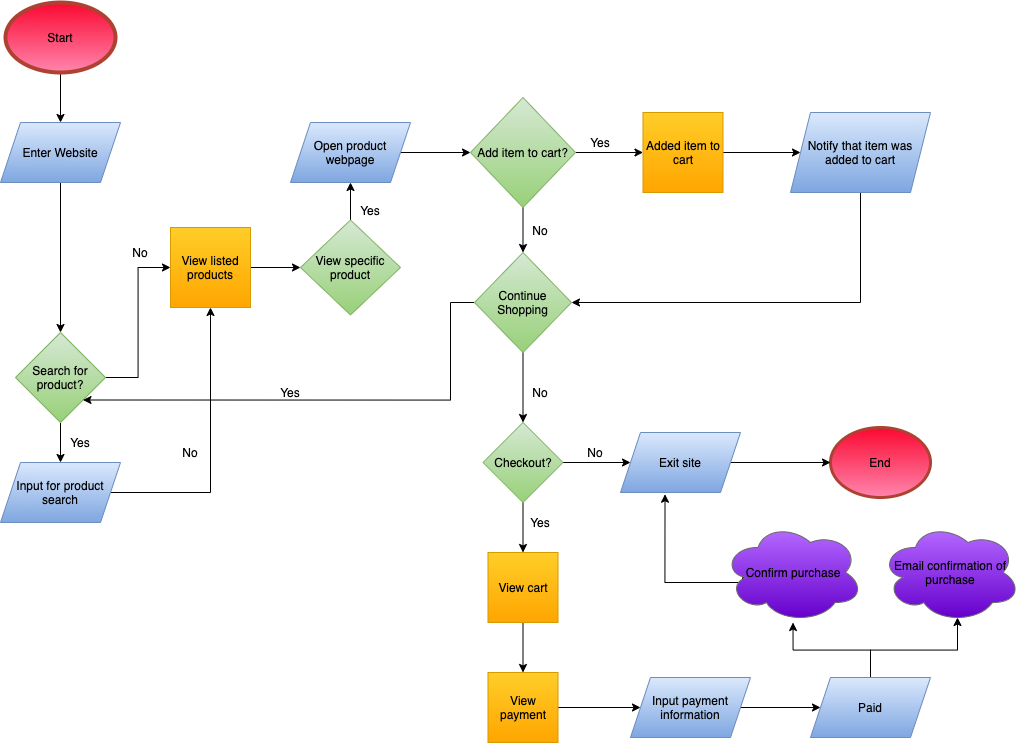 Start
Enter Website
Open product
webpage
Add item to cart?
Yes
Added item to
cart
Notify that item was
added to cart
Yes
No
No
View listed
products
View specific
product
Continue
Shopping
Search for
product?
Yes
No
Yes
No
Input for product
search
Checkout?
No
Exit site
End
Yes
View cart
Confirm purchase
Email confirmation of
purchase
View
payment
Input payment
information
Paid